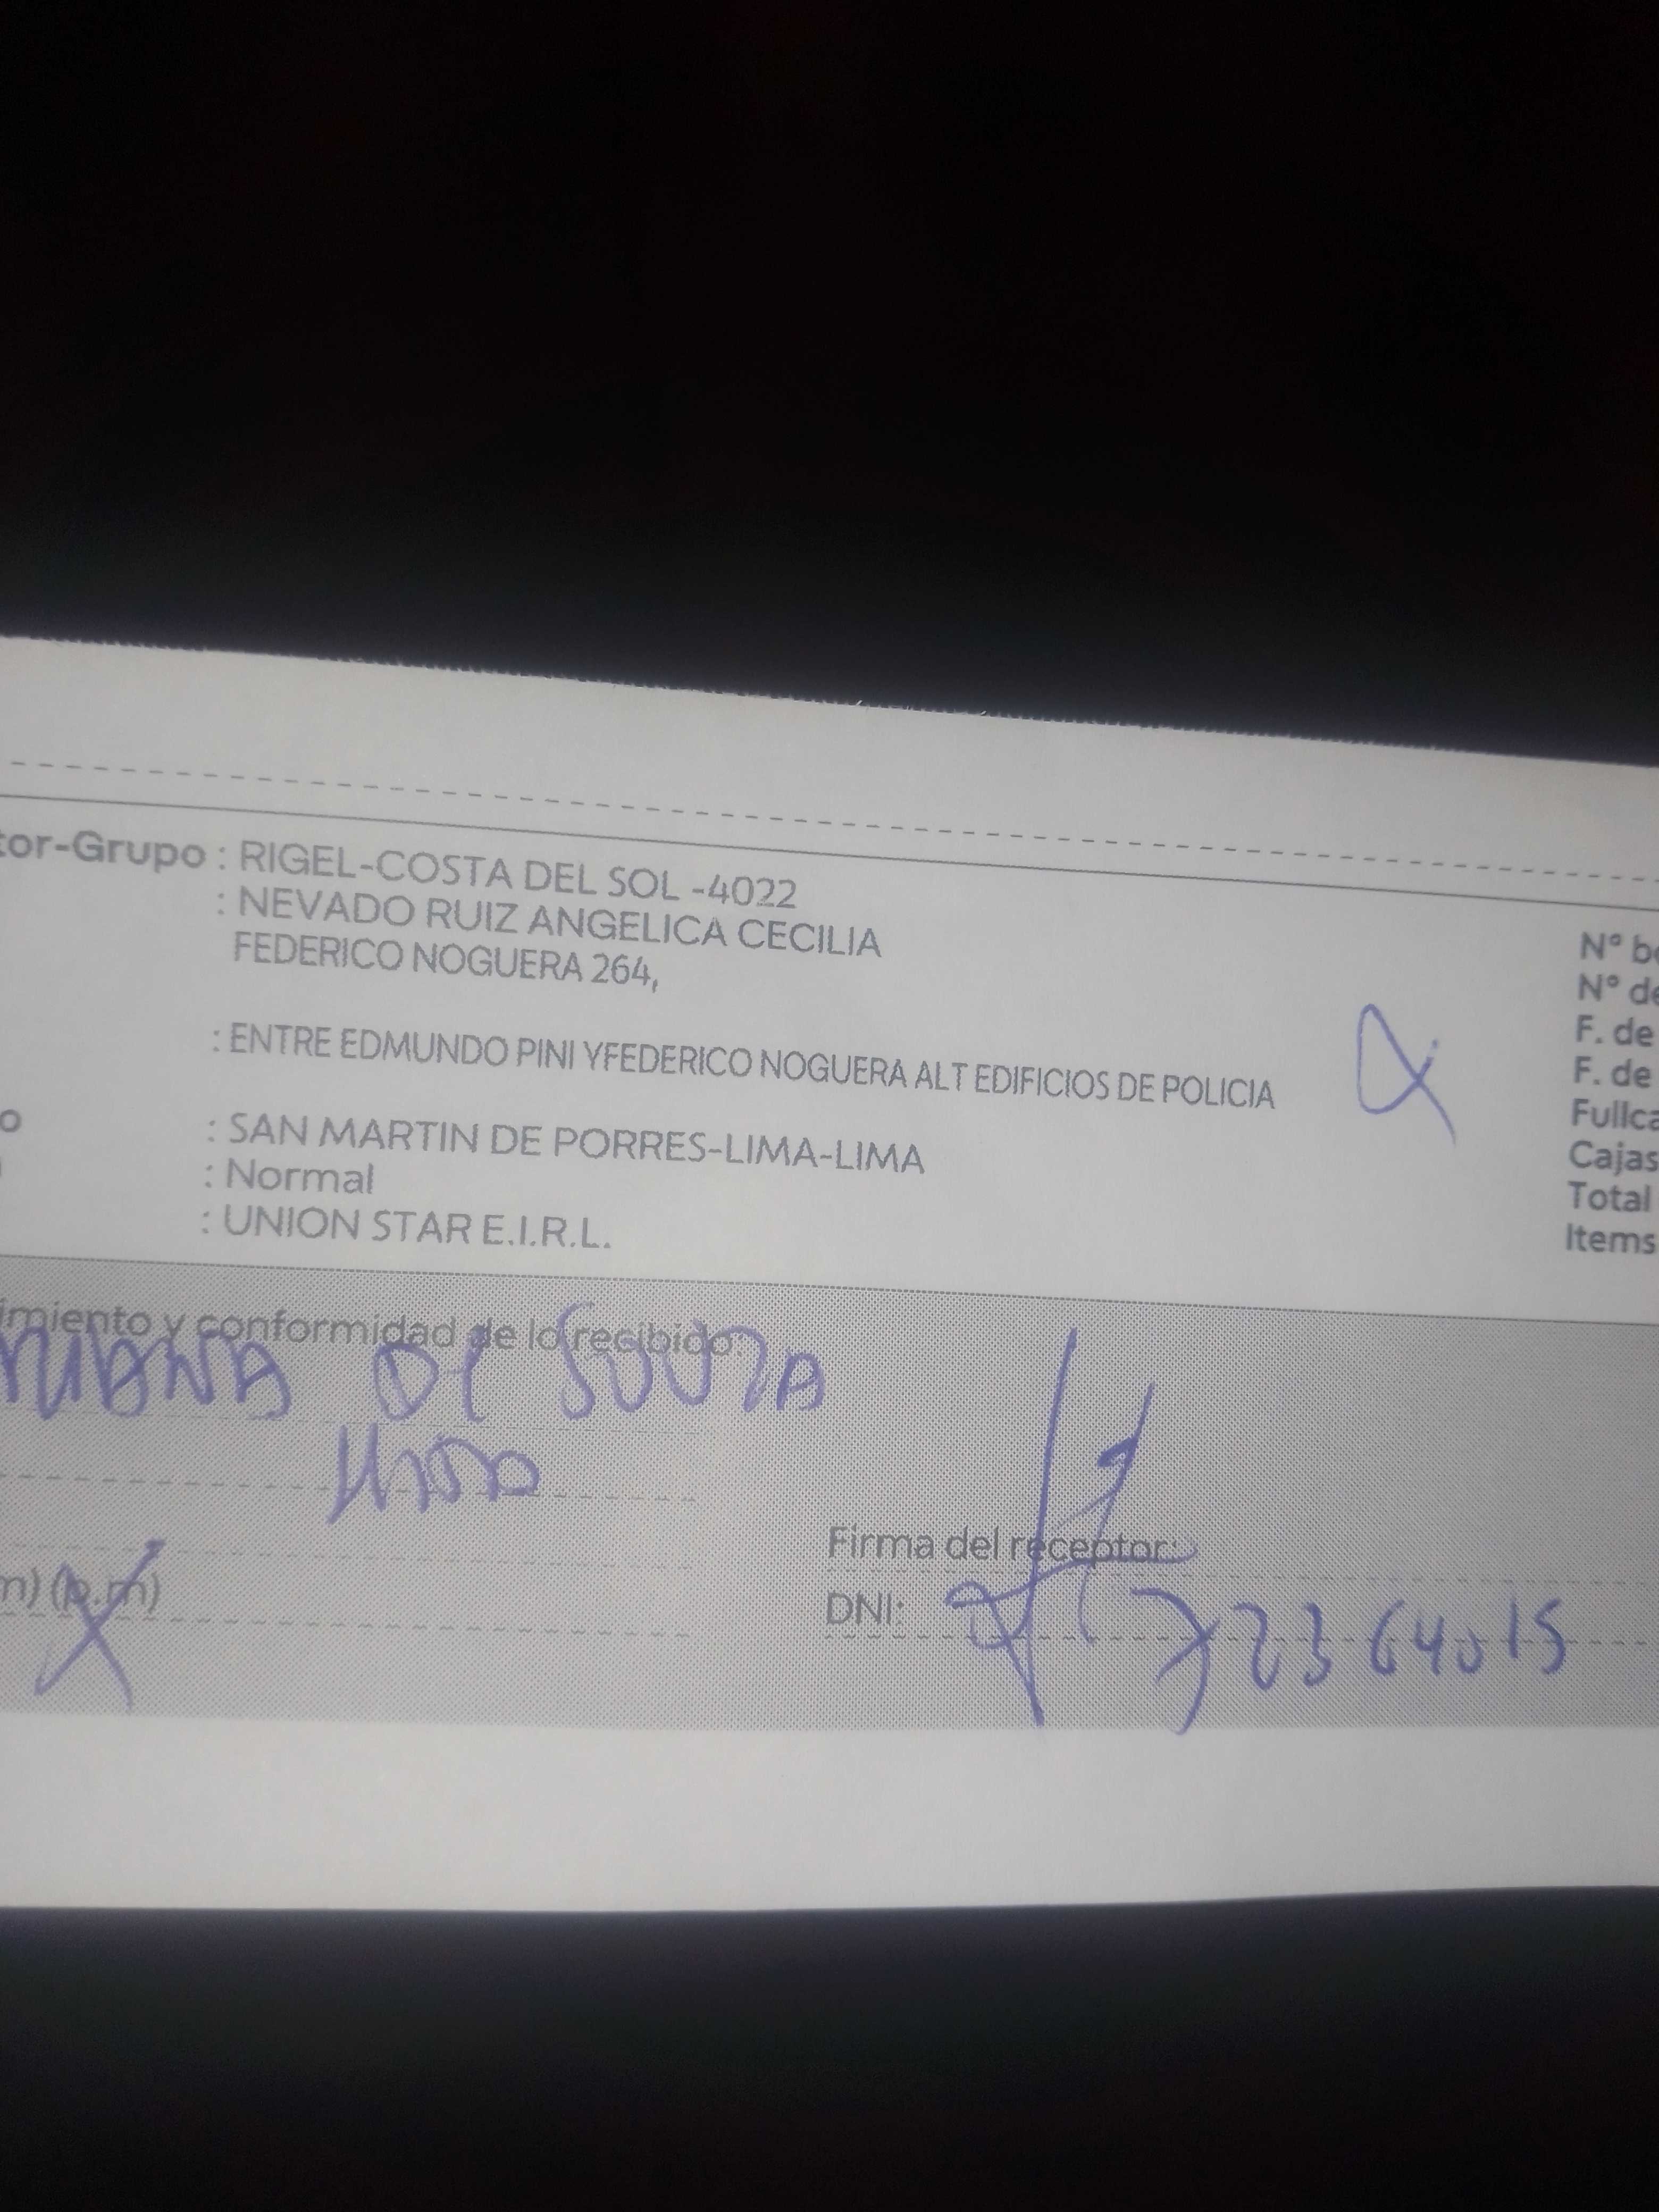 tor-Grupo : RIGEL-COSTA DEL SOL -4022
: NEVADO RUIZ ANGELICA CECILIA
FEDERICO NOGUERA 264,
: ENTRE EDMUNDO PINI YFEDERICO NOGUERA ALT EDIFICIOS DE POLICIA
o : SAN MARTIN DE PORRES-LIMA-LIMA
: Normal
: UNION STAR E.I.R.L.
N° b
N° de
F. de
F. de
Fullca
Cajas
Total
Items
imiento y conformidad de lo recibido:
DE SOUZA
m) (p.m)
Firma del receptor:
DNI: 72364015